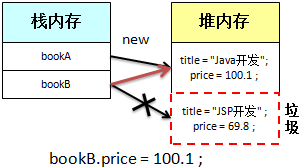 栈内存
堆内存
new
bookA
bookB
title = "Java开发";
price = 100.1 ;
title = "JSP开发";
price = 69.8 ;
垃圾
bookB.price = 100.1 ;